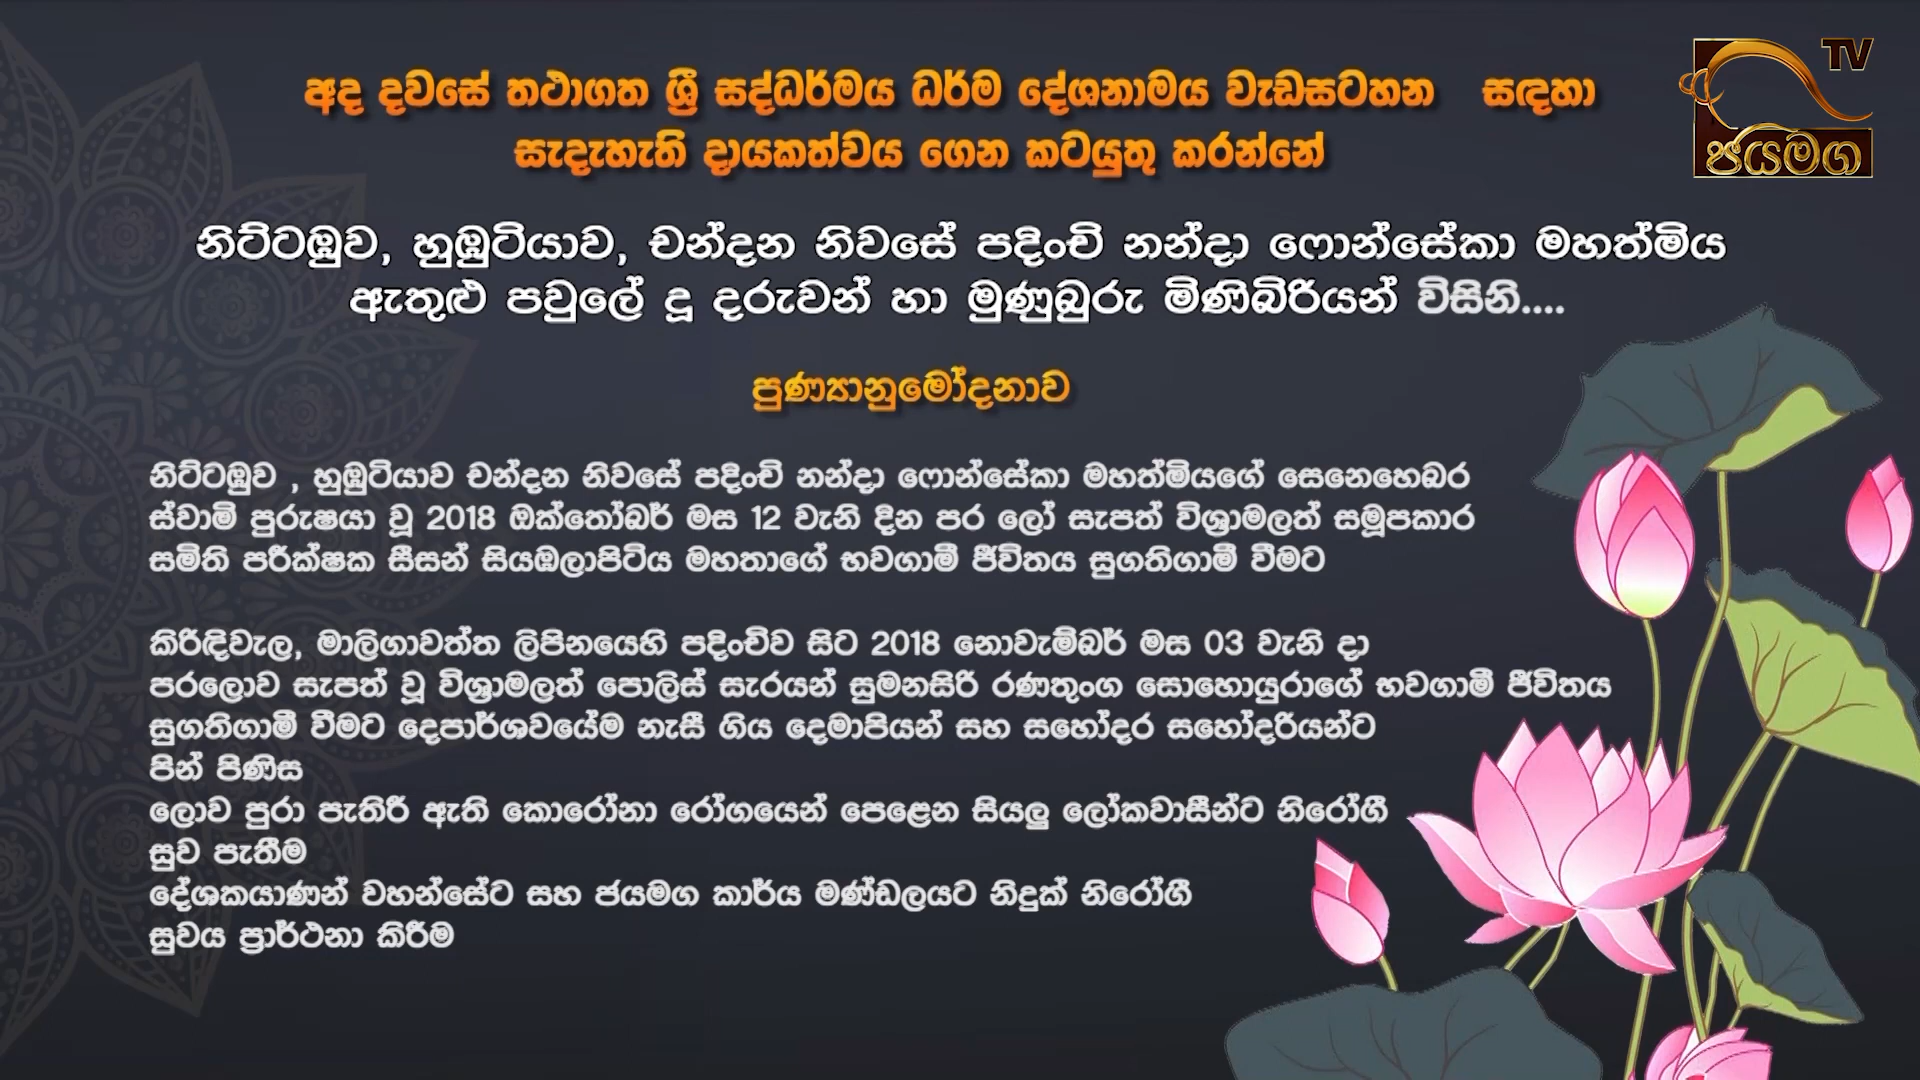 අද දවසේ තථාගත ශ්‍රී සද්ධර්මය ධර්ම දේශනාමය වැඩසටහන සඳහා
සැදැහැති දායකත්වය ගෙන කටයුතු කරන්නේ
TV
ජයමග
නිට්ටඹුව, හුඹුටියාව, චන්දන නිවසේ පදිංචි නන්දා ෆොන්සේකා මහත්මිය
ඇතුළු පවුලේ දූ දරුවන් හා මුණුබුරු මිණිබිරියන් විසිනි....
පුණ්‍යානුමෝදනාව
නිට්ටඹුව , හුඹුටියාව චන්දන නිවසේ පදිංචි නන්දා ෆොන්සේකා මහත්මියගේ සෙනෙහෙබර
ස්වාමි පුරුෂයා වූ 2018 ඔක්තෝබර් මස 12 වැනි දින පර ලෝ සැපත් විශ්‍රාමලත් සමූපකාර
සමිති පරීක්ෂක සීසන් සියඹලාපිටිය මහතාගේ භවගාමී ජීවිතය සුගතිගාමී වීමට
කිරිඳිවැල, මාලිගාවත්ත ලිපිනයෙහි පදිංචිව සිට 2018 නොවැම්බර් මස 03 වැනි දා
පරලොව සැපත් වූ විශ්‍රාමලත් පොලිස් සැරයන් සුමනසිරි රණතුංග සොහොයුරාගේ භවගාමී ජීවිතය
සුගතිගාමී වීමට දෙපාර්ශවයේම නැසී ගිය දෙමාපියන් සහ සහෝදර සහෝදරියන්ට
පින් පිණිස
ලොව පුරා පැතිරී ඇති කොරෝනා රෝගයෙන් පෙළෙන සියලු ලෝකවාසීන්ට නිරෝගී
සුව පැතීම
දේශකයාණන් වහන්සේට සහ ජයමග කාර්ය මණ්ඩලයට නිදුක් නිරෝගී
සුවය ප්‍රාර්ථනා කිරීම